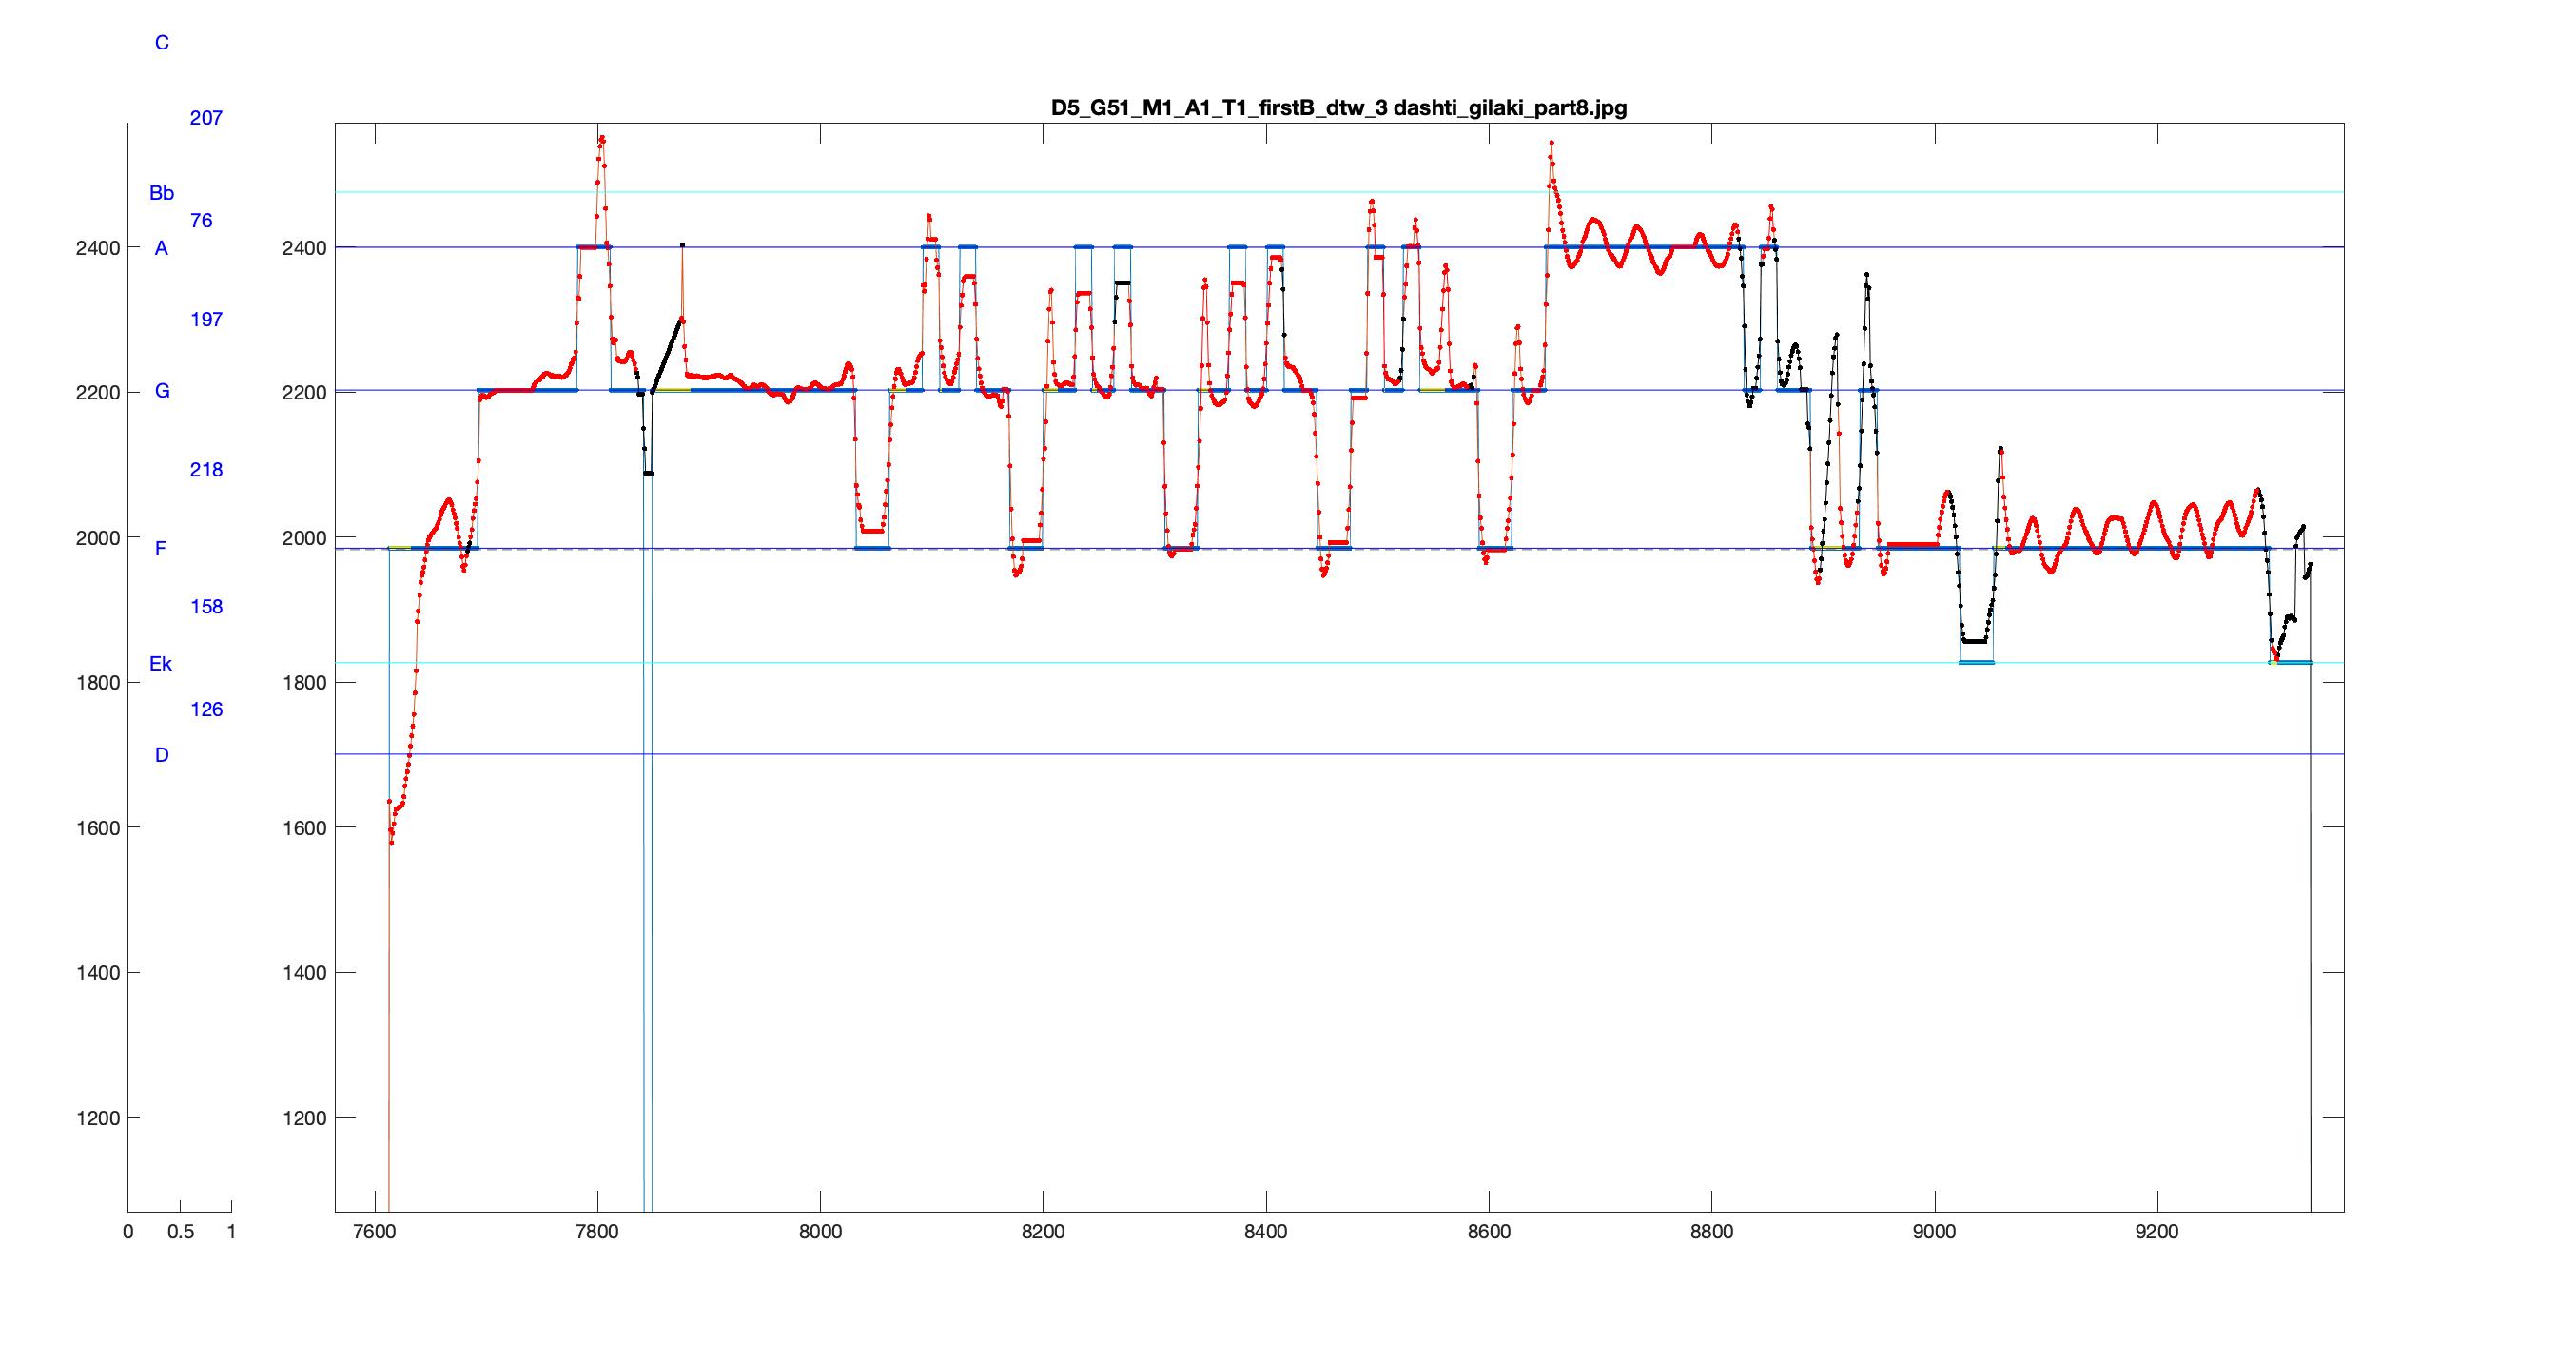 C
D5_G51_M1_A1_T1_firstB_dtw_3 dashti_gilaki_part8.jpg
207
Bb
76
2400 A 2400
197
2200 G 2200
218
2000 F 2000
158
Ek
1800 1800
126
D
1600 1600
1400 1400
1200 1200
0 0.5 1 7600 7800 8000 8200 8400 8600 8800 9000 9200